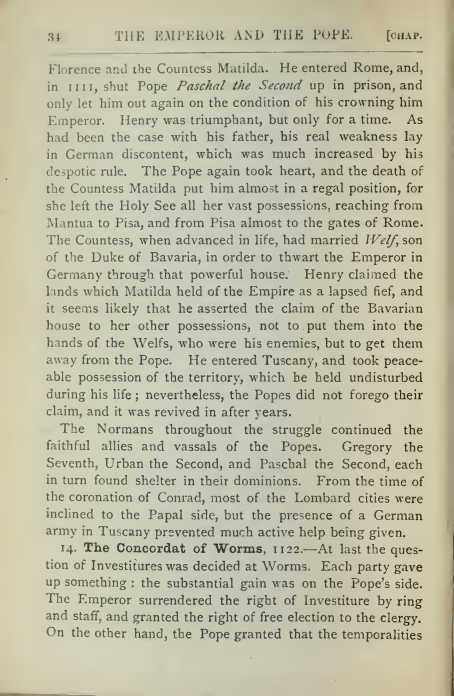 34 THE EMPEROR AND THE POPE. [CHAP.
Florence and the Countess Matilda. He entered Rome, and,
in 1111, shut Pope Paschal the Second up in prison, and
only let him out again on the condition of his crowning him
Emperor. Henry was triumphant, but only for a time. As
had been the case with his father, his real weakness lay
in German discontent, which was much increased by his
despotic rule. The Pope again took heart, and the death of
the Countess Matilda put him almost in a regal position, for
she left the Holy See all her vast possessions, reaching from
Mantua to Pisa, and from Pisa almost to the gates of Rome.
The Countess, when advanced in life, had married Welf, son
of the Duke of Bavaria, in order to thwart the Emperor in
Germany through that powerful house. Henry claimed the
lands which Matilda held of the Empire as a lapsed fief, and
it seems likely that he asserted the claim of the Bavarian
house to her other possessions, not to put them into the
hands of the Welfs, who were his enemies, but to get them
away from the Pope. He entered Tuscany, and took peace-
able possession of the territory, which he held undisturbed
during his life ; nevertheless, the Popes did not forego their
claim, and it was revived in after years.
The Normans throughout the struggle continued the
faithful allies and vassals of the Popes. Gregory the
Seventh, Urban the Second, and Paschal the Second, each
in turn found shelter in their dominions. From the time of
the coronation of Conrad, most of the Lombard cities were
inclined to the Papal side, but the presence of a German
army in Tuscany prevented much active help being given.
14. The Concordat of Worms, 1122.—At last the ques-
tion of Investitures was decided at Worms. Each party gave
up something : the substantial gain was on the Pope's side.
The Emperor surrendered the right of Investiture by ring
and staff, and granted the right of free election to the clergy.
On the other hand, the Pope granted that the temporalities